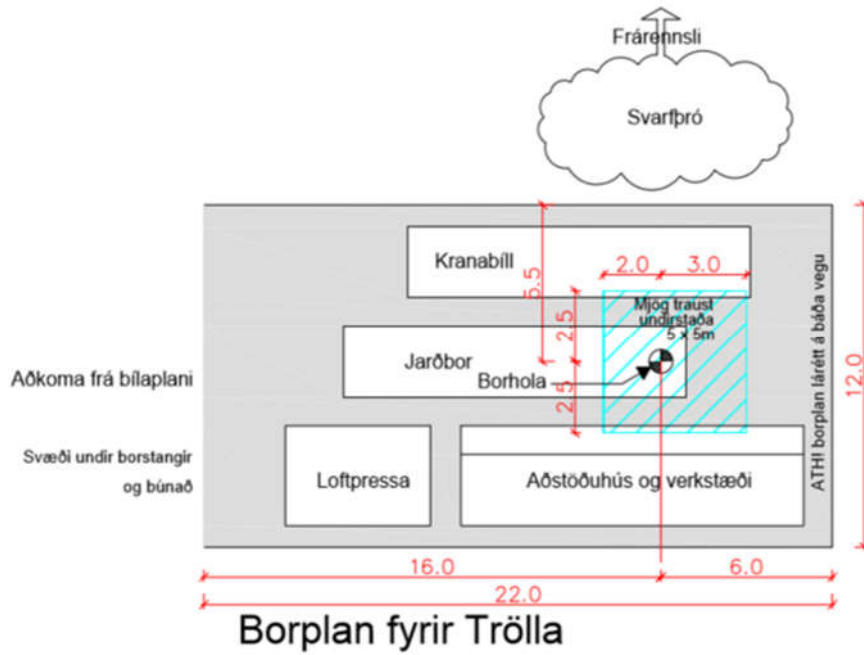 Frárennsli
Svarfþró
Kranabíll
2.0
3.0
5.5
2.5
Mjög traust
undirstaða
5 x 5m
Jarðbor
Borhola
2.5
Aðkoma frá bílaplani
Svæði undir borstangir
og búnað
Loftpressa
Aðstöðuhús og verkstæði
ATH! borplan lárétt á báða vegu
12.0
16.0
6.0
22.0
Borplan fyrir Trölla